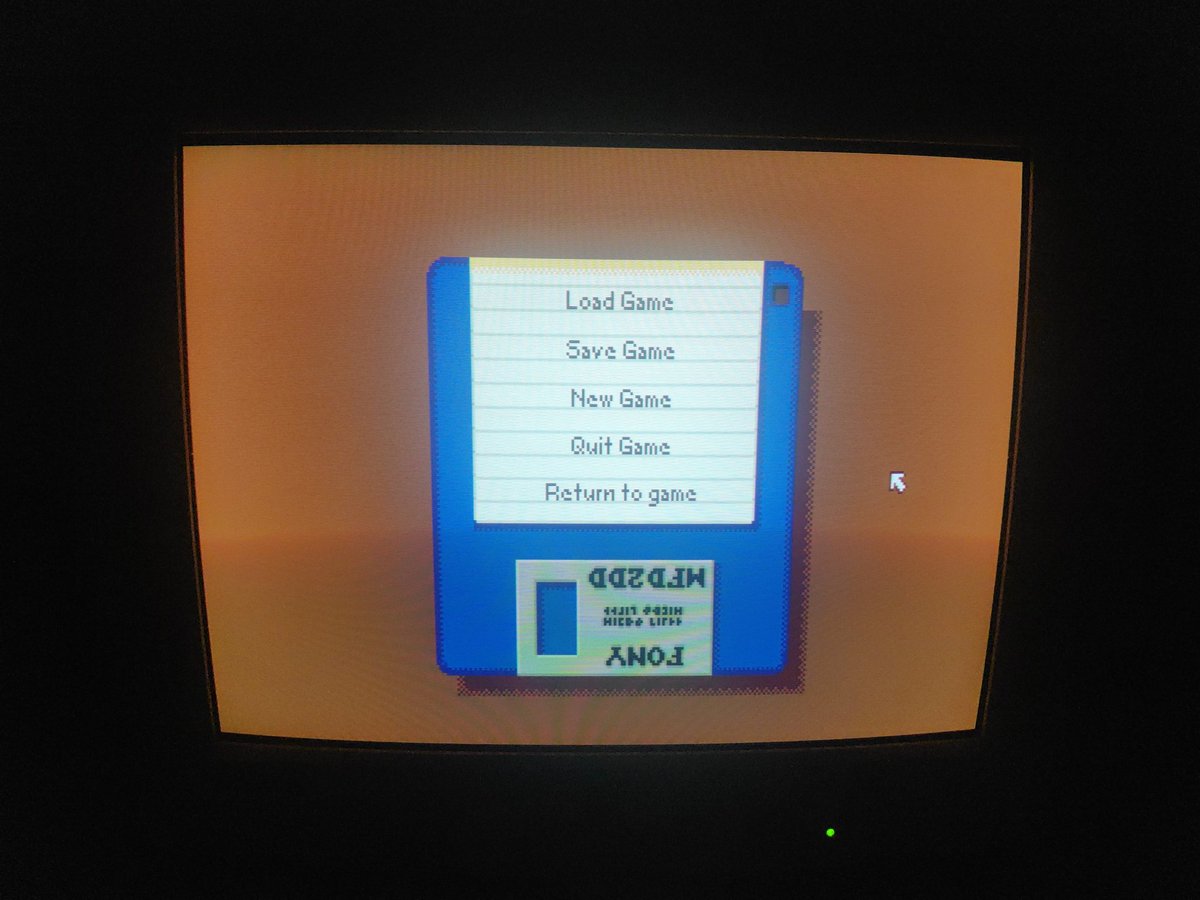 Load Game
Save Game
New Game
Quit Game
Return to game
MFD2DD
FONY